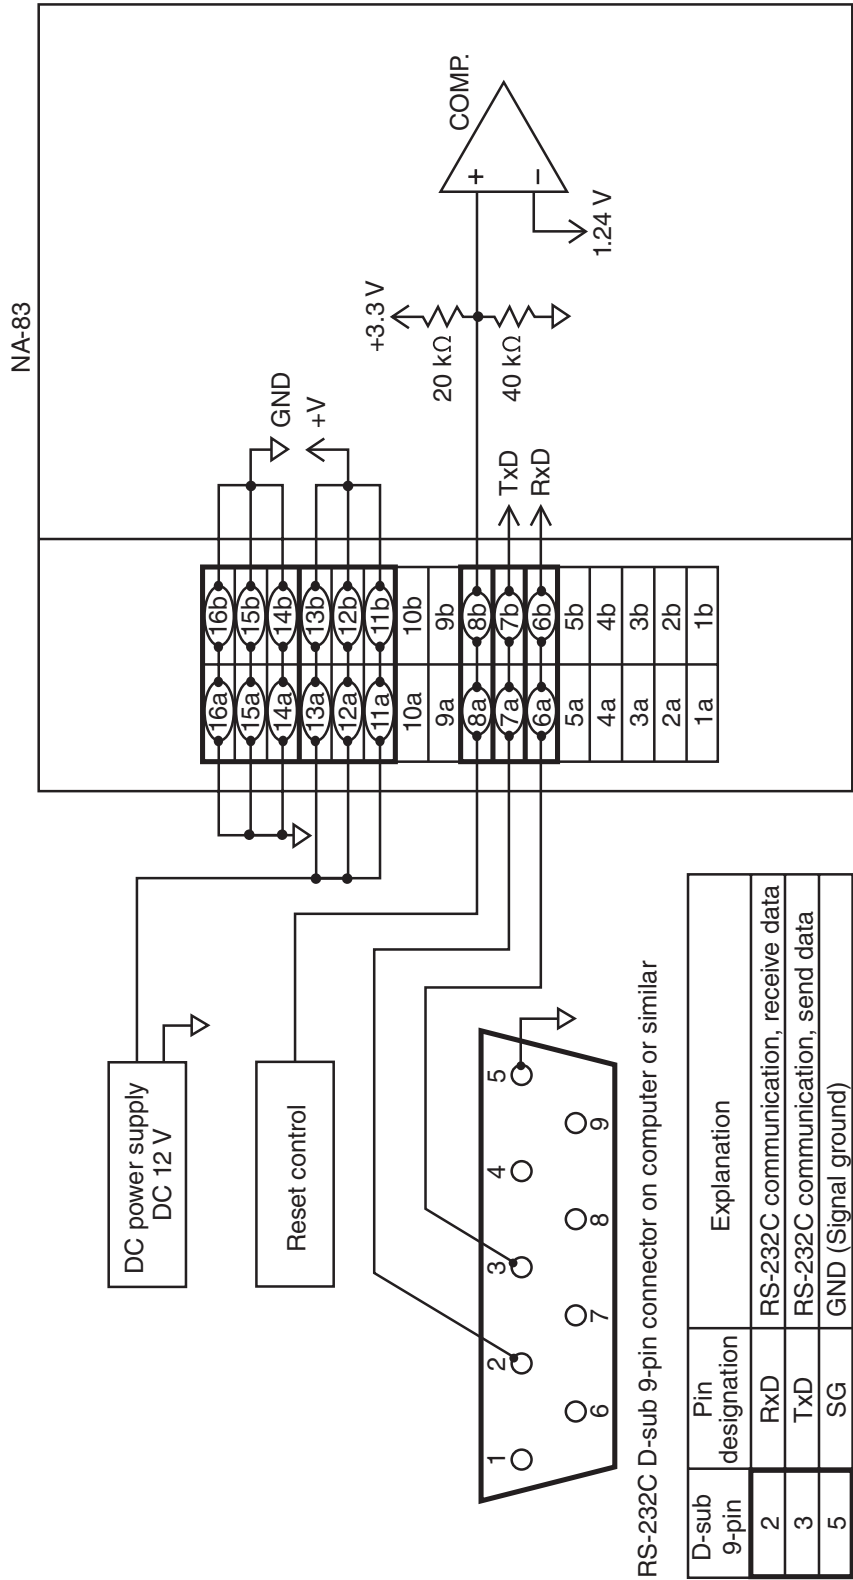 NA-83
DC power supply
DC 12 V
Reset control
GND
+V
+3.3 V
20 kΩ
40 kΩ
COMP.
+
−
1.24 V
TxD
RxD
16a 16b
15a 15b
14a 14b
13a 13b
12a 12b
11a 11b
10a 10b
9a 9b
8a 8b
7a 7b
6a 6b
5a 5b
4a 4b
3a 3b
2a 2b
1a 1b
1 2 3 4 5
6 7 8 9
RS-232C D-sub 9-pin connector on computer or similar
D-sub
9-pin
Pin
designation
Explanation
2 RxD RS-232C communication, receive data
3 TxD RS-232C communication, send data
5 SG GND (Signal ground)